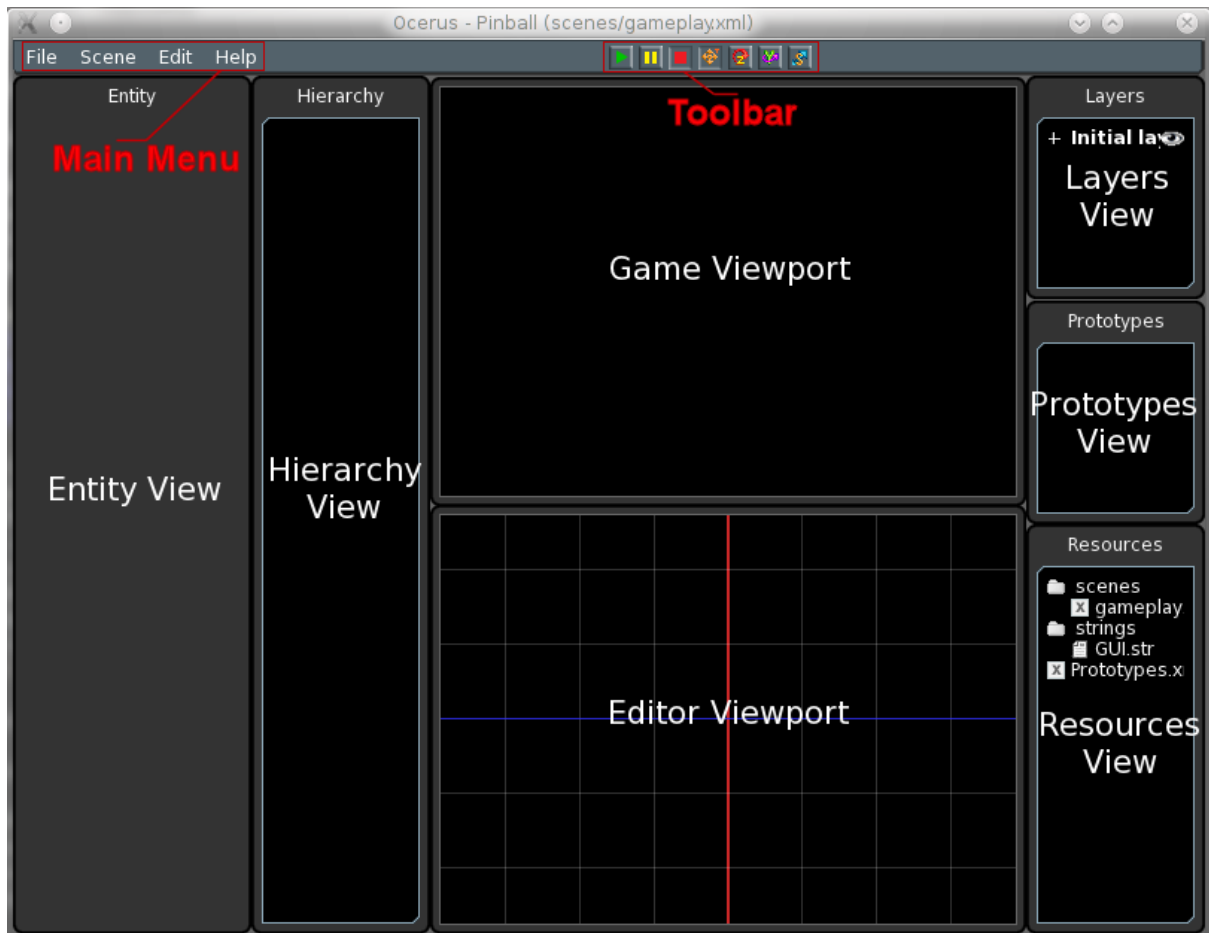 Ocerus - Pinball (scenes/gameplay.xml)
File Scene Edit Help
Toolbar
Main Menu
Entity
Entity View
Hierarchy
Hierarchy
View
Game Viewport
Editor Viewport
Layers
+ Initial lay
Layers
View
Prototypes
Prototypes
View
Resources
scenes
X gameplay
strings
GUI.str
X Prototypes.x
Resources
View